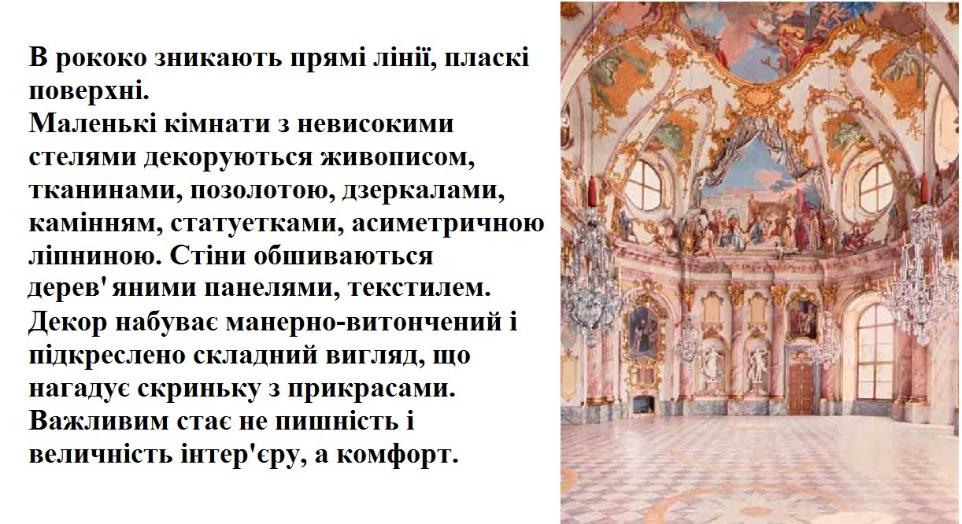 В рококо зникають прямі лінії, пласкі
поверхні.
Маленькі кімнати з невисокими
стелями декоруються живописом,
тканинами, позолотою, дзеркалами,
камінням, статуетками, асиметричною
ліпниною. Стіни обшиваються
дерев'яними панелями, текстилем.
Декор набуває манерно-витончений і
підкреслено складний вигляд, що
нагадує скриньку з прикрасами.
Важливим стає не пишність і
величність інтер'єру, а комфорт.